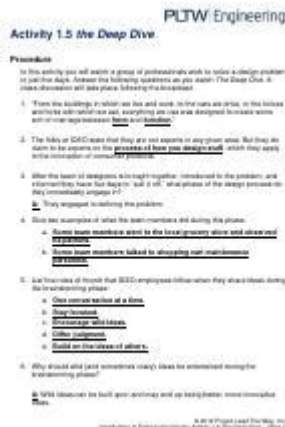 PLTW Engineering
Activity 1.5 the Deep Dive
Procedure
In this activity you will watch a group of professionals work to solve a design problem
in just five days. Answer the following questions as you watch The Deep Dive. A
class discussion will take place following the broadcast.
1. "From the buildings in which we live and work, to the cars we drive, or the knives
and forks with which we eat, everything we use was designed to create some
sort of marriage between form and function."
2. The folks at IDEO state that they are not experts in any given area. But they do
claim to be experts on the process of how you design stuff, which they apply
to the innovation of consumer products.
3. After the team of designers is brought together, introduced to the problem, and
informed they have five days to "pull it off," what phase of the design process do
they immediately engage in?
a. They engaged in defining the problem.
4. Give two examples of what the team members did during this phase.
a. Some team members went to the local grocery store and observed
b. Some team members talked to shopping cart maintenance
5. List four rules of thumb that IDEO employees follow when they share ideas during
the brainstorming phase:
a. One conversation at a time.
b. Stay focused.
c. Encourage wild ideas.
d. Defer judgment.
e. Build on the ideas of others.
6. Why should wild (and sometimes crazy) ideas be entertained during the
brainstorming phase?
a. Wild ideas can be built upon and may end up being better, more innovative
ideas.